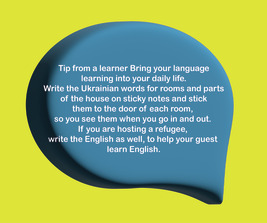 Tip from a learner Bring your language
learning into your daily life.
Write the Ukrainian words for rooms and parts
of the house on sticky notes and stick
them to the door of each room,
so you see them when you go in and out.
If you are hosting a refugee,
write the English as well, to help your guest
learn English.